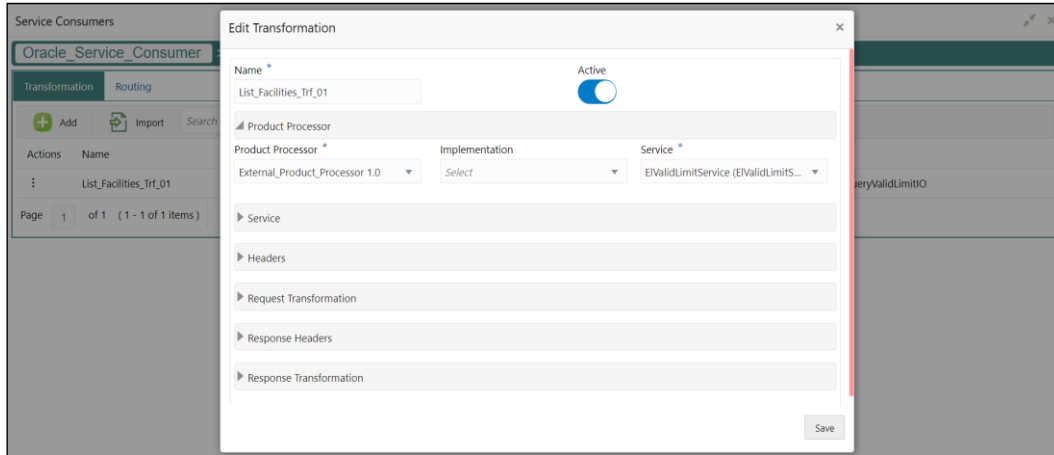 Service Consumers
Oracle_Service_Consumer >
Transformation Routing
Add Import Search
Actions Name
List_Facilities_Trf_01
ueryValidLimitIO
Page 1 of 1 (1 - 1 of 1 items)
Edit Transformation
Name *
Active
List_Facilities_Trf_01
Product Processor
Product Processor * Implementation Service *
External_Product_Processor 1.0 Select ElValidLimitService (ElValidLimitS...
Service
Headers
Request Transformation
Response Headers
Response Transformation
Save